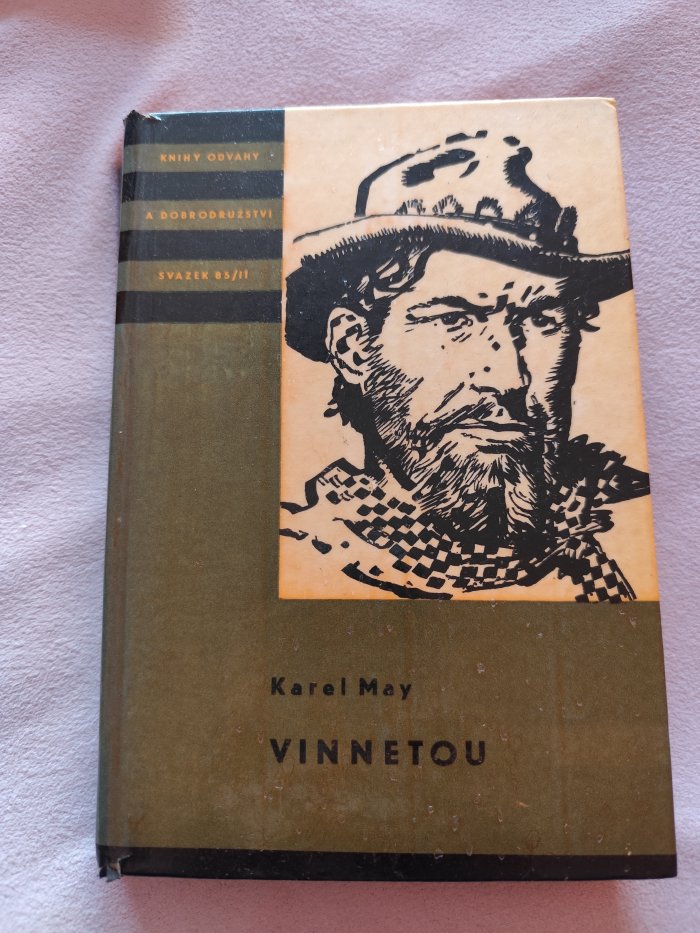 KNIHY ODVAHY
A DOBRODRUŽSTVÍ
SVAZEK 85/II
Karel May
VINNETOU